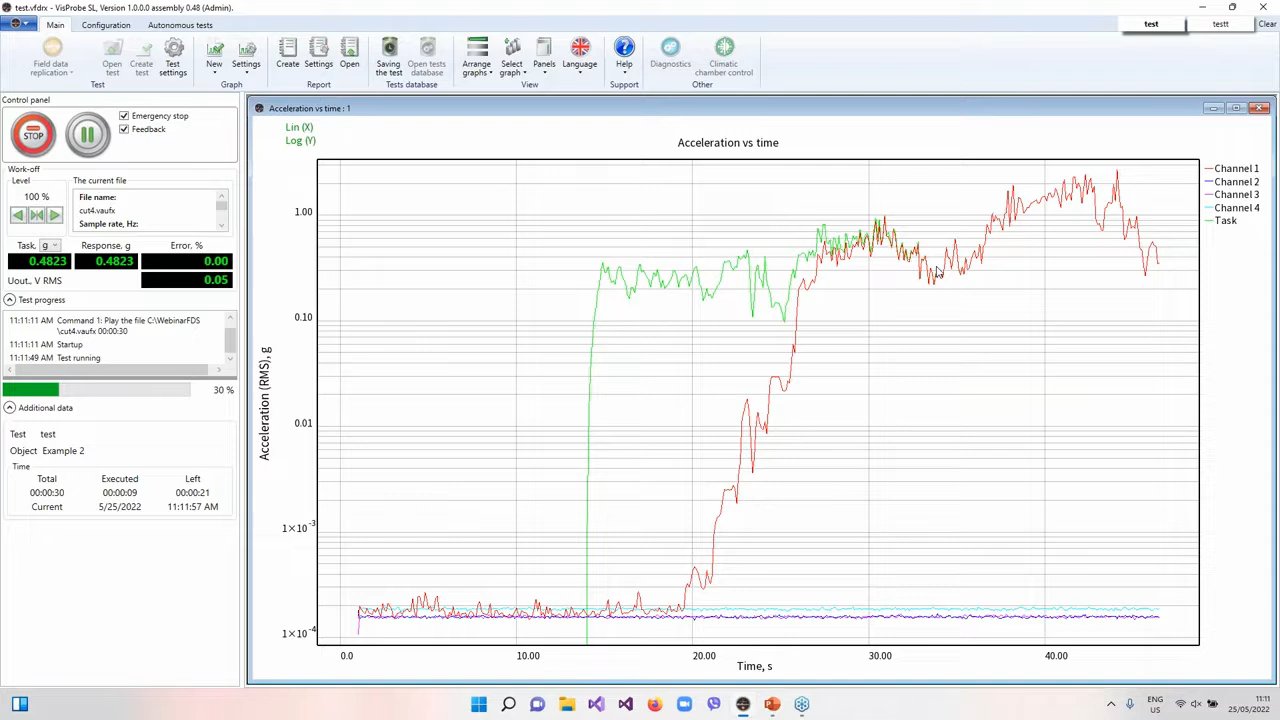 test.vfdrx - VisProbe SL, Version 1.0.0.0 assembly 0.48 (Admin).
Main Configuration Autonomous tests
test testt Clear
Field data replication Open test Create test Test settings
New Settings
Create Settings Open
Saving the test Open tests database
Arrange graphs Select graph Panels Language
Help
Diagnostics Climatic chamber control
Test Graph Report Tests database View Support Other
Control panel
STOP
Emergency stop
Feedback
Work-off
Level
100 %
The current file
File name:
cut4.vaufx
Sample rate, Hz:
Task, g Response, g Error, %
0.4823 0.4823 0.00
Uout., V RMS 0.05
Test progress
11:11:11 AM Command 1: Play the file C:\WebinarFDS
\cut4.vaufx 00:00:30
11:11:11 AM Startup
11:11:49 AM Test running
30 %
Additional data
Test test
Object Example 2
Time
Total Executed Left
00:00:30 00:00:09 00:00:21
Current 5/25/2022 11:11:57 AM
Acceleration vs time : 1
Lin (X)
Log (Y)
Acceleration vs time
Channel 1
Channel 2
Channel 3
Channel 4
Task
Acceleration (RMS), g
1.00
0.10
0.01
1×10-3
1×10-4
0.0 10.00 20.00 30.00 40.00
Time, s
ENG
US
11:11
25/05/2022